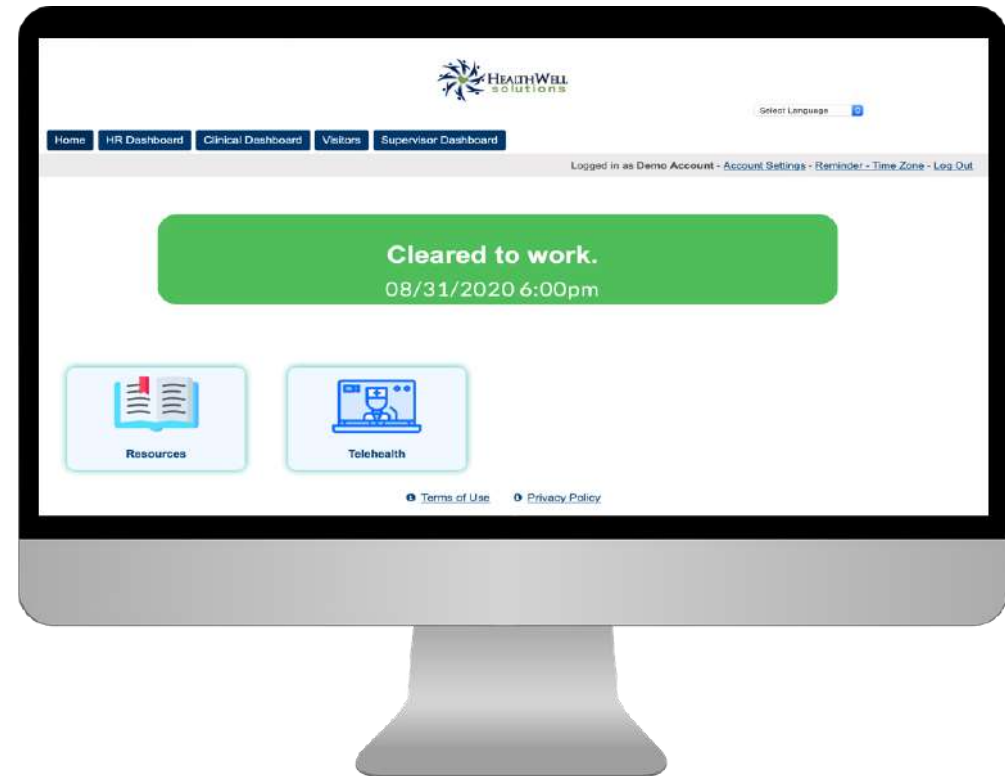 HEALTHWELL
solutions
Select Language
Home HR Dashboard Clinical Dashboard Visitors Supervisor Dashboard
Logged in as Demo Account - Account Settings - Reminder - Time Zone - Log Out
Cleared to work.
08/31/2020 6:00pm
Resources Telehealth
Terms of Use Privacy Policy